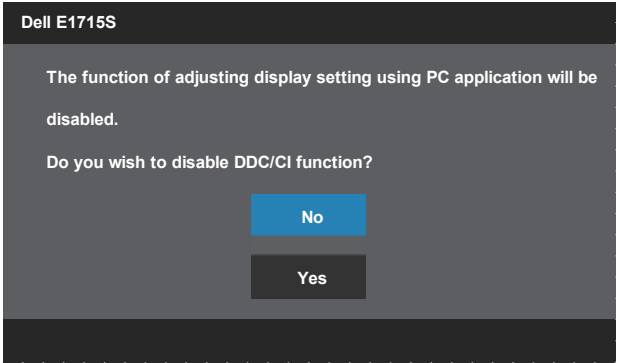 Dell E1715S
The function of adjusting display setting using PC application will be
disabled.
Do you wish to disable DDC/CI function?
No
Yes